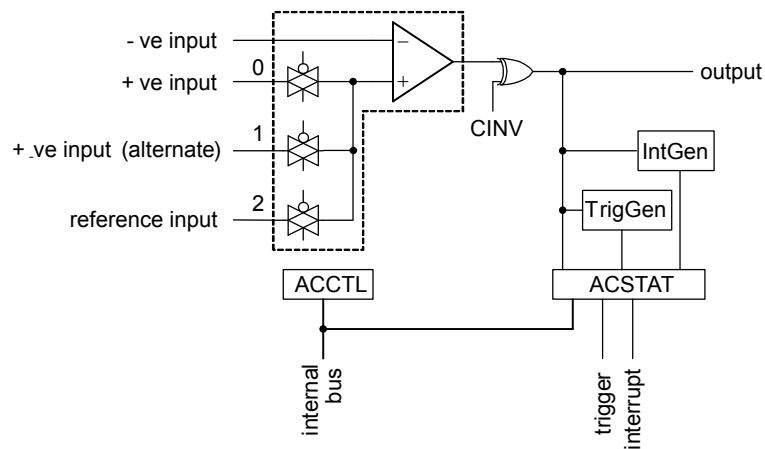 - ve input
−
0
+ ve input
+
output
CINV
1
+ -ve input (alternate)
IntGen
2
reference input
TrigGen
ACCTL
ACSTAT
internal
bus
trigger
interrupt